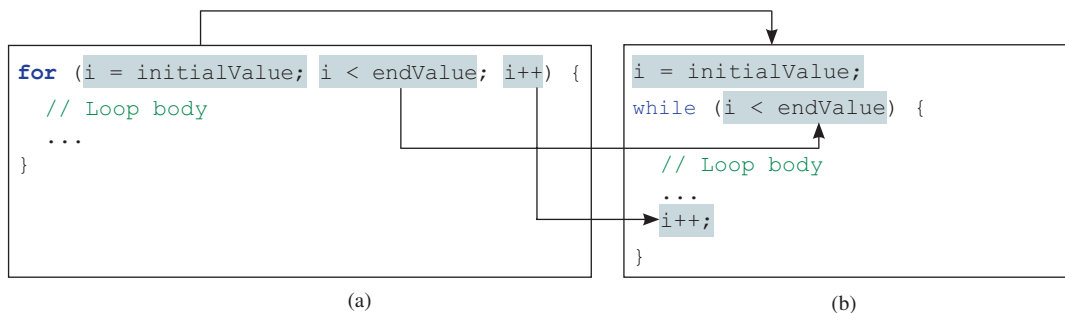 for (i = initialValue; i < endValue; i++) {
// Loop body
...
}
(a)
i = initialValue;
while (i < endValue) {
// Loop body
...
i++;
}
(b)